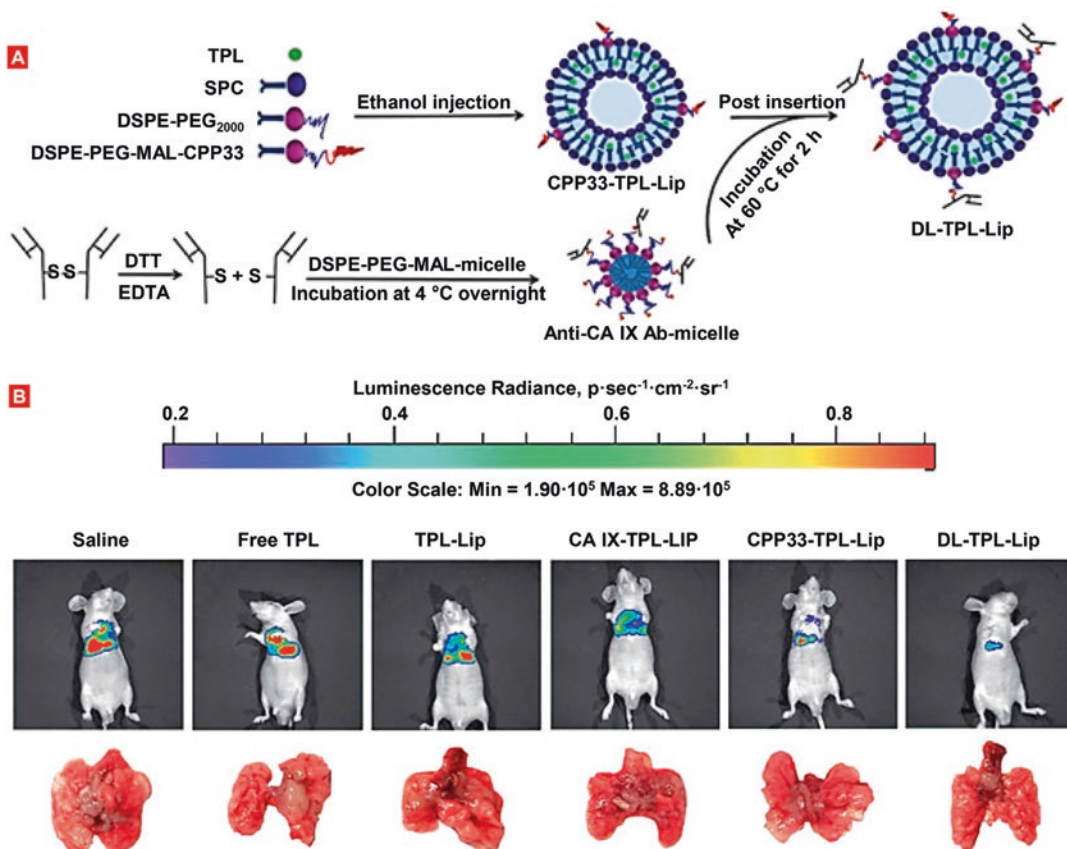 A
TPL
SPC
DSPE-PEG2000
DSPE-PEG-MAL-CPP33
Ethanol injection
CPP33-TPL-Lip
Post insertion
Incubation
At 60 °C for 2 h
DL-TPL-Lip
S-S
DTT
EDTA
S + S
DSPE-PEG-MAL-micelle
Incubation at 4 °C overnight
Anti-CA IX Ab-micelle
B
Luminescence Radiance, p·sec⁻¹·cm⁻²·sr⁻¹
0.2 0.4 0.6 0.8
Color Scale: Min = 1.90·10⁵ Max = 8.89·10⁵
Saline Free TPL TPL-Lip CA IX-TPL-LIP CPP33-TPL-Lip DL-TPL-Lip